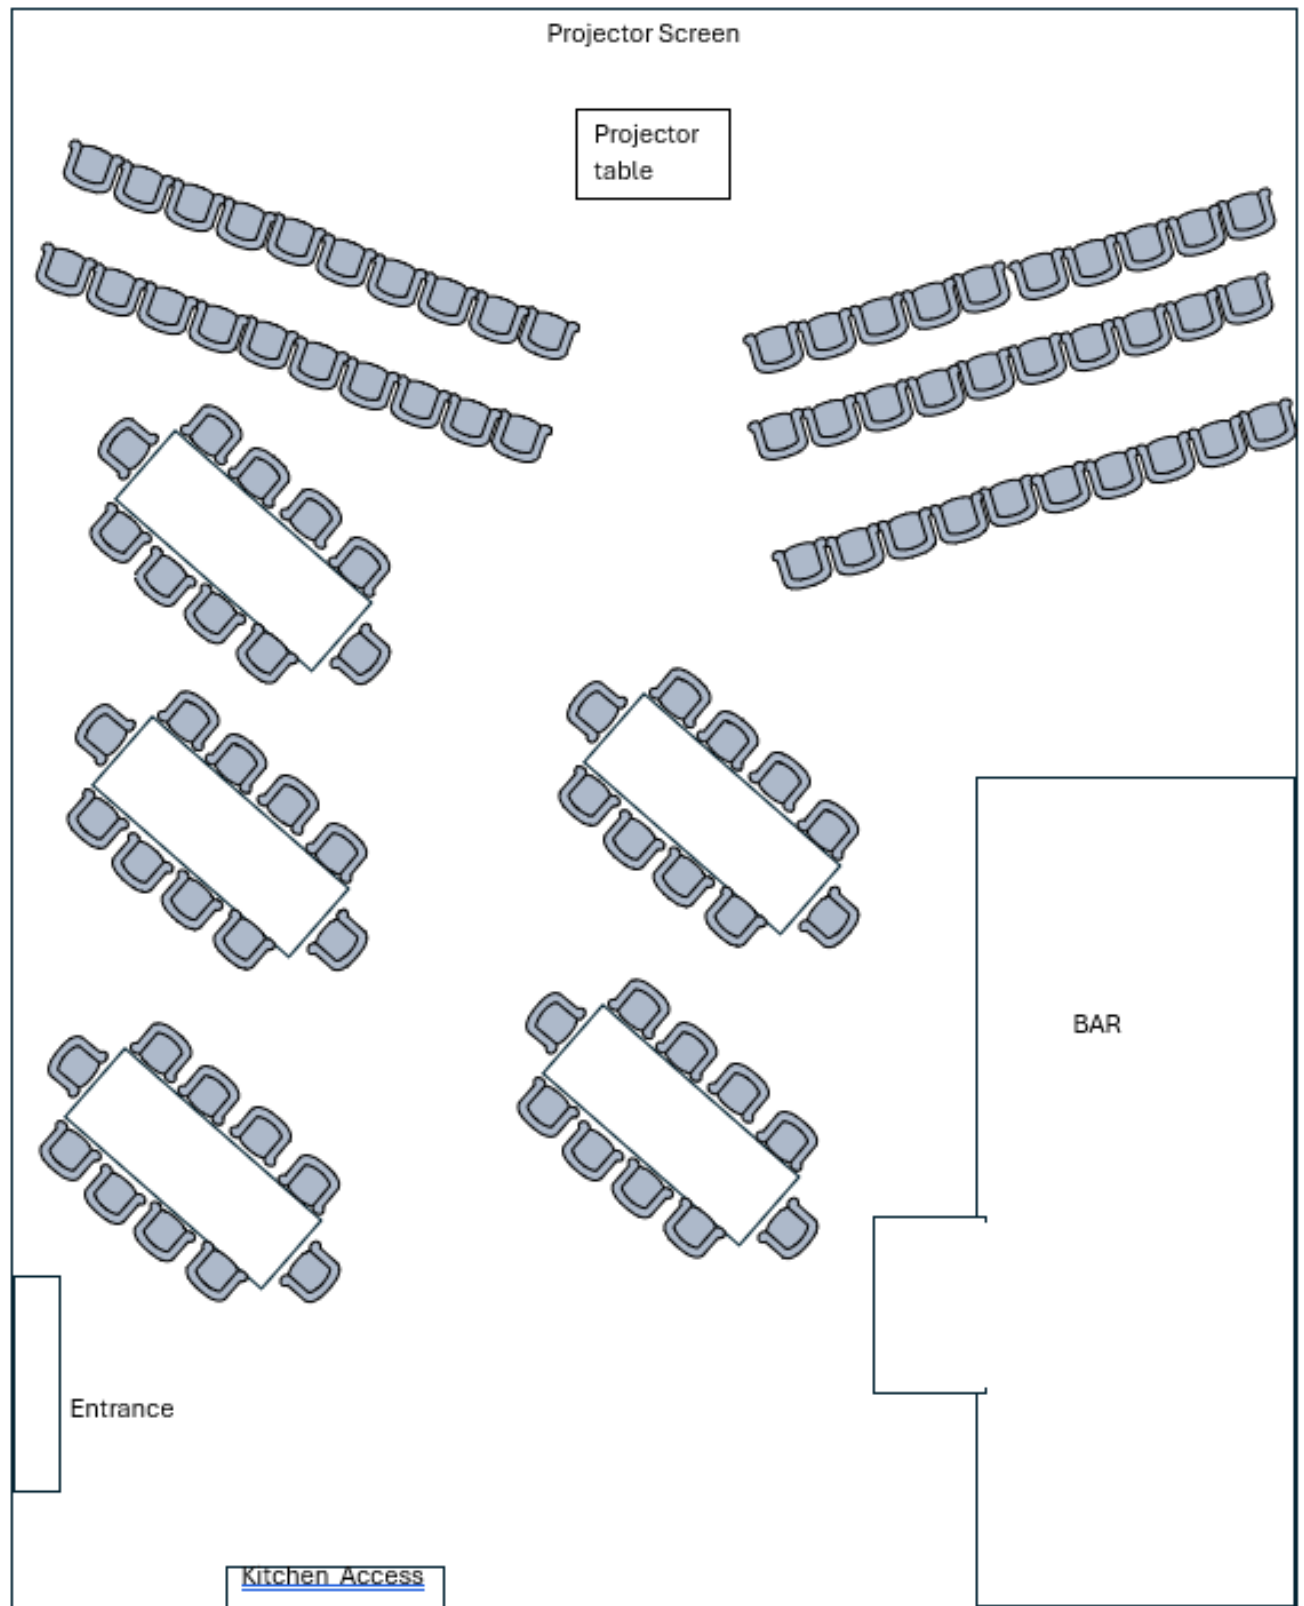 Projector Screen
Projector
table
BAR
Entrance
Kitchen Access